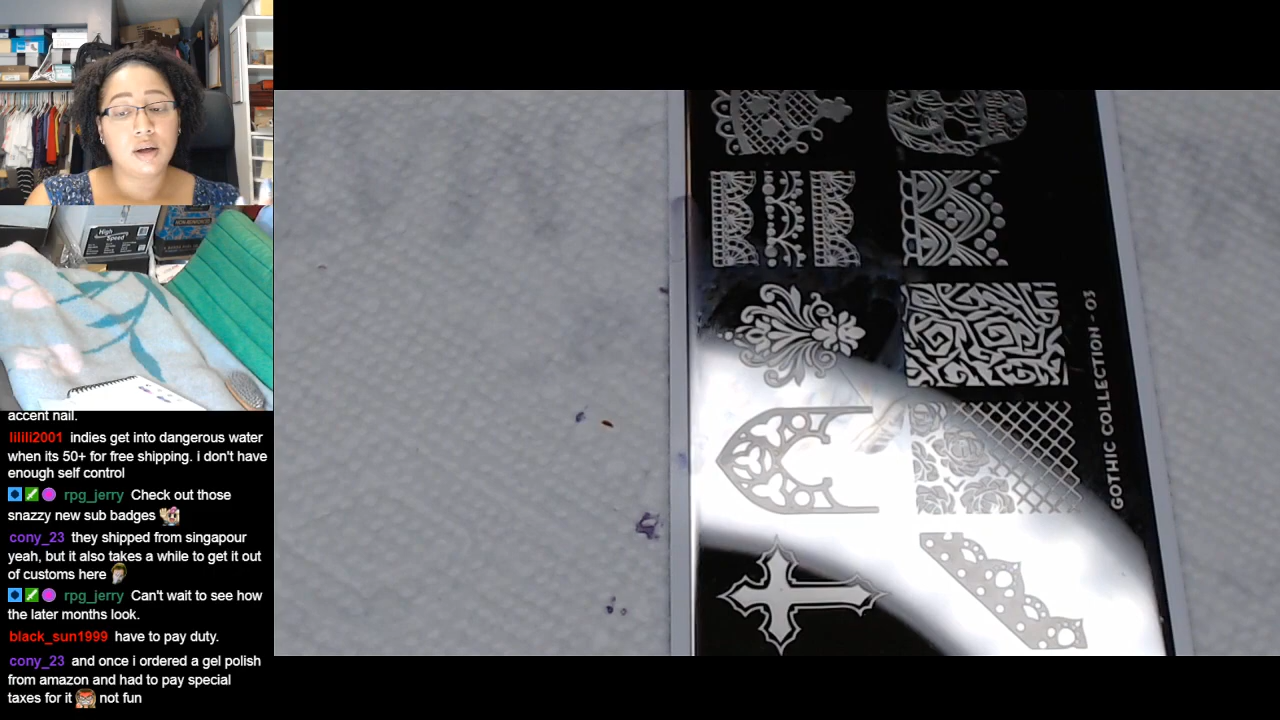 High
Speed
GOTHIC COLLECTION - 03
accent nail.
lilili2001 indies get into dangerous water
when its 50+ for free shipping. i don't have
enough self control
rpg_jerry Check out those
snazzy new sub badges
cony_23 they shipped from singapour
yeah, but it also takes a while to get it out
of customs here
rpg_jerry Can't wait to see how
the later months look.
black_sun1999 have to pay duty.
cony_23 and once i ordered a gel polish
from amazon and had to pay special
taxes for it not fun